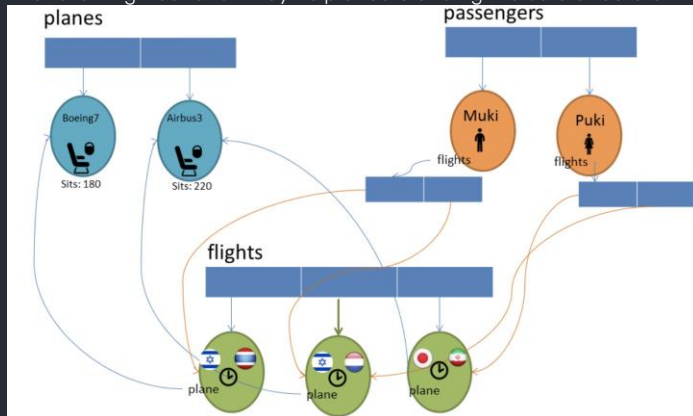 planes
passengers
Boeing7
Airbus3
Muki
Puki
Sits: 180
Sits: 220
flights
flights
flights
plane
plane
plane